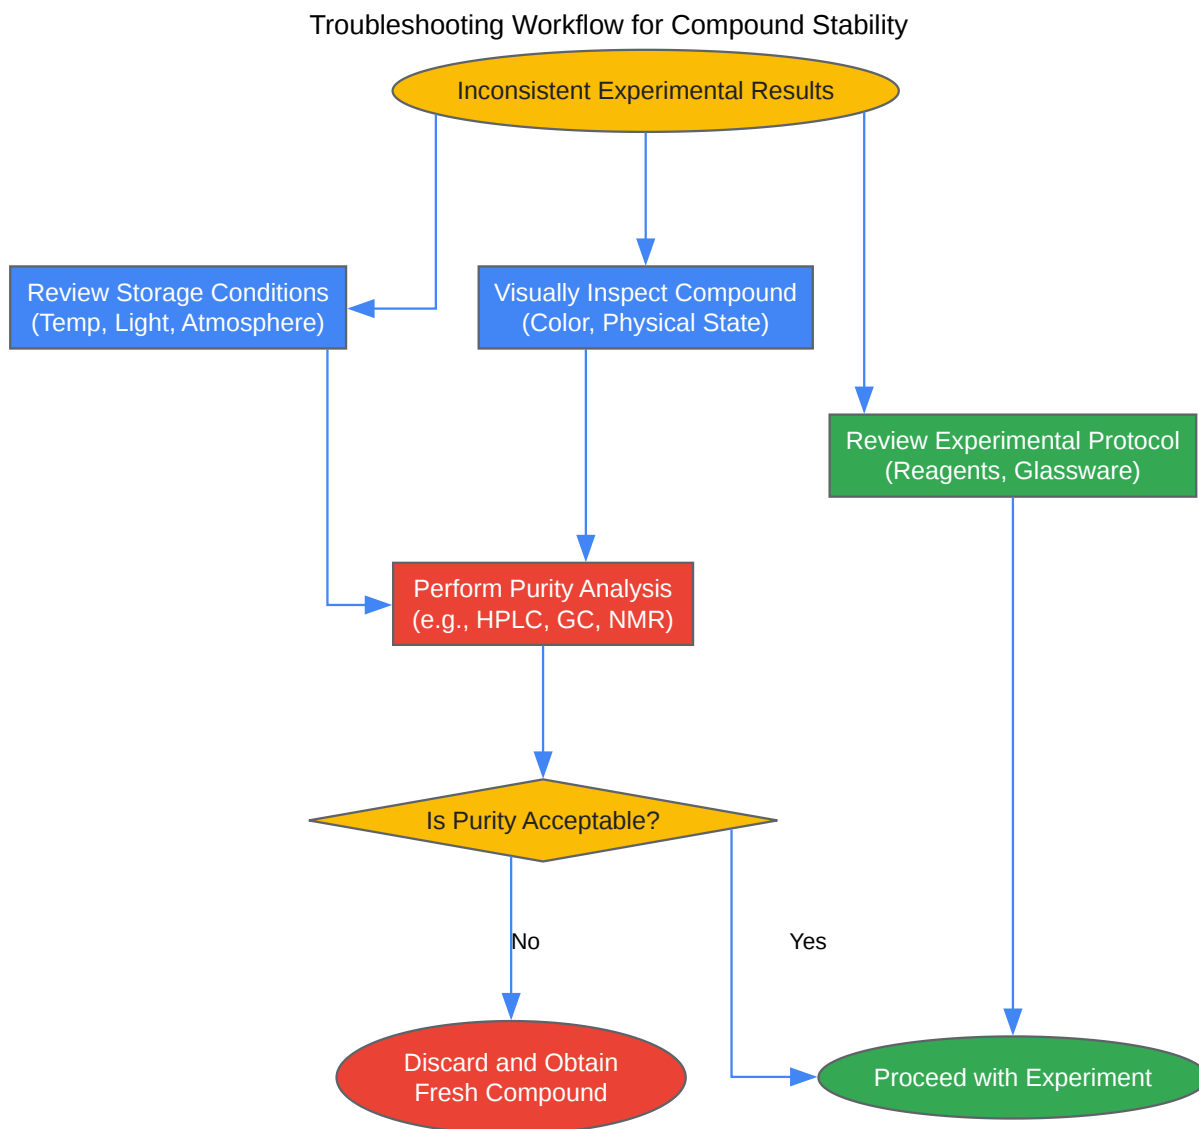 Troubleshooting Workflow for Compound Stability
Inconsistent Experimental Results
Review Storage Conditions
(Temp, Light, Atmosphere)
Visually Inspect Compound
(Color, Physical State)
Review Experimental Protocol
(Reagents, Glassware)
Perform Purity Analysis
(e.g., HPLC, GC, NMR)
Is Purity Acceptable?
No
Yes
Discard and Obtain
Fresh Compound
Proceed with Experiment